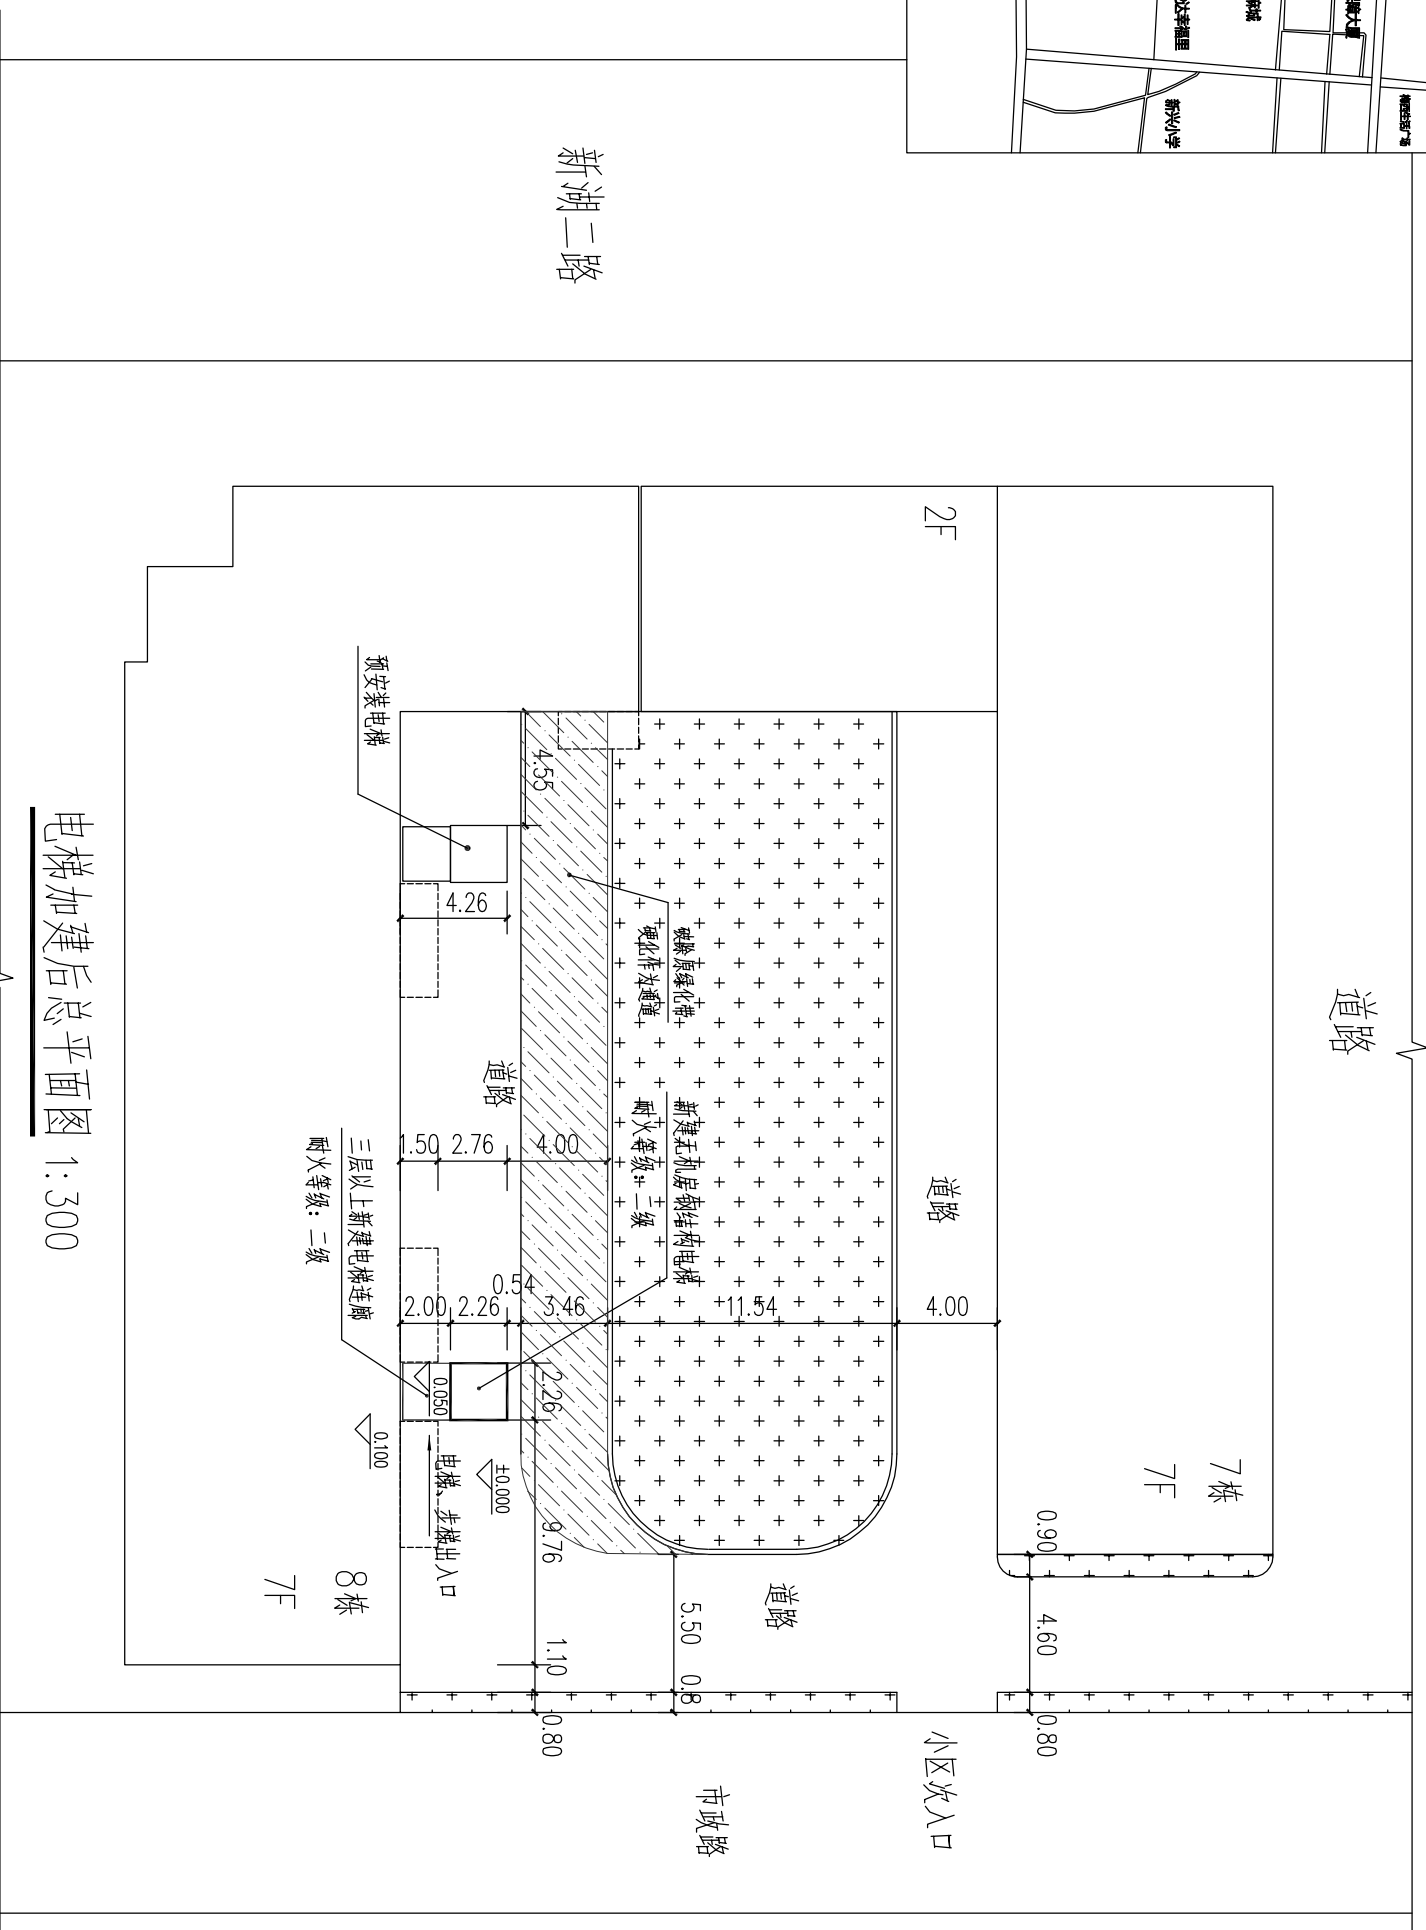 新兴小学
新湖二路
2F
道路
7栋
7F
预安装电梯
4.55
4.26
破除原绿化带
硬化作为通道
道路
道路
1.50
2.76
4.00
新建无机房钢结构电梯
耐火等级：二级
三层以上新建电梯连廊
耐火等级：二级
0.54
2.00
2.26
3.46
11.54
4.00
2.26
0.050
0.100
±0.000
电梯、步梯出入口
9.76
0.90
4.60
0.80
道路
5.50
0.8
1.10
0.80
8栋
7F
小区次入口
市政路
电梯加建后总平面图 1:300